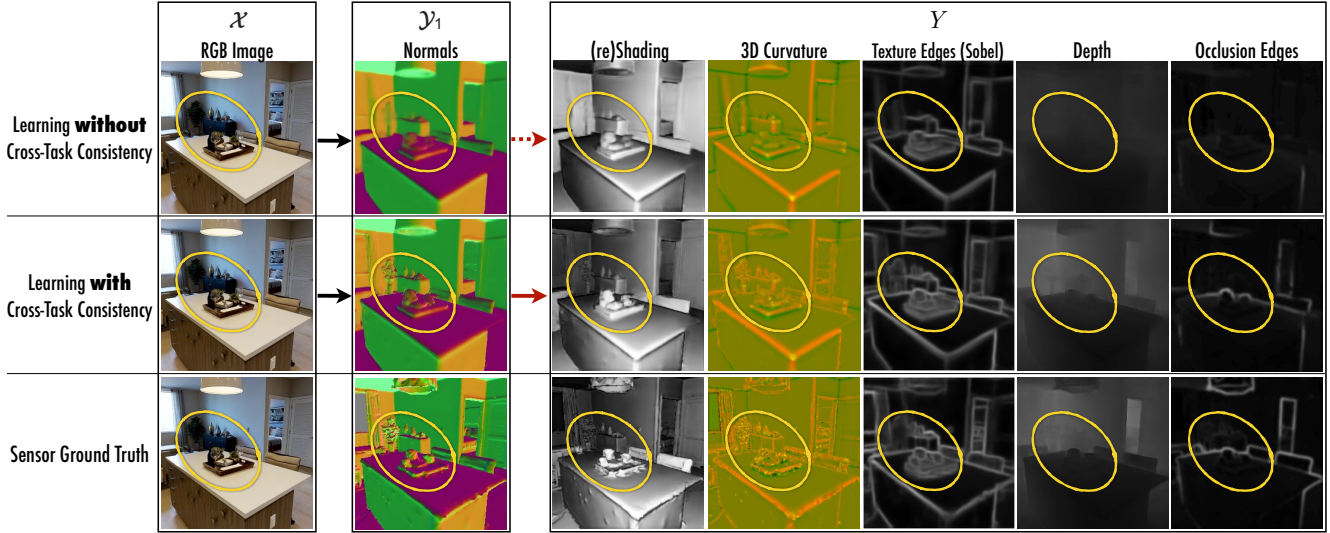 𝒳
𝒴₁
Y
RGB Image
Normals
(re)Shading
3D Curvature
Texture Edges (Sobel)
Depth
Occlusion Edges
Learning without
Cross-Task Consistency
Learning with
Cross-Task Consistency
Sensor Ground Truth